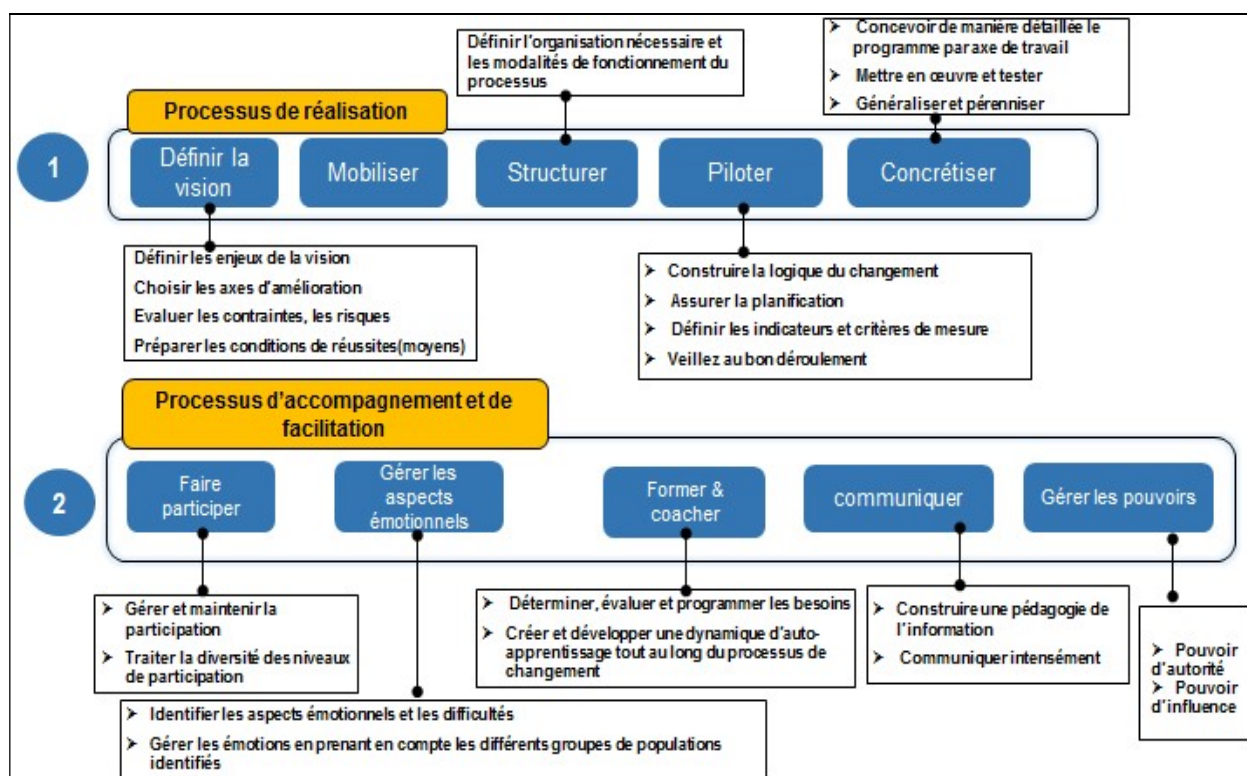 Définir l'organisation nécessaire et
les modalités de fonctionnement du
processus
➤ Concevoir de manière détaillée le
programme par axe de travail
➤ Mettre en œuvre et tester
➤ Généraliser et pérenniser
Processus de réalisation
1
Définir la
vision
Mobiliser
Structurer
Piloter
Concrétiser
Définir les enjeux de la vision
Choisir les axes d'amélioration
Evaluer les contraintes, les risques
Préparer les conditions de réussites(moyens)
➤ Construire la logique du changement
➤ Assurer la planification
➤ Définir les indicateurs et critères de mesure
➤ Veillez au bon déroulement
Processus d'accompagnement et de
facilitation
2
Faire
participer
Gérer les
aspects
émotionnels
Former &
coacher
communiquer
Gérer les pouvoirs
➤ Gérer et maintenir la
participation
➤ Traiter la diversité des niveaux
de participation
➤ Identifier les aspects émotionnels et les difficultés
➤ Gérer les émotions en prenant en compte les différents groupes de populations
identifiés
➤ Déterminer, évaluer et programmer les besoins
➤ Créer et développer une dynamique d'auto-
apprentissage tout au long du processus de
changement
➤ Construire une pédagogie de
l'information
➤ Communiquer intensément
➤ Pouvoir
d'autorité
➤ Pouvoir
d'influence